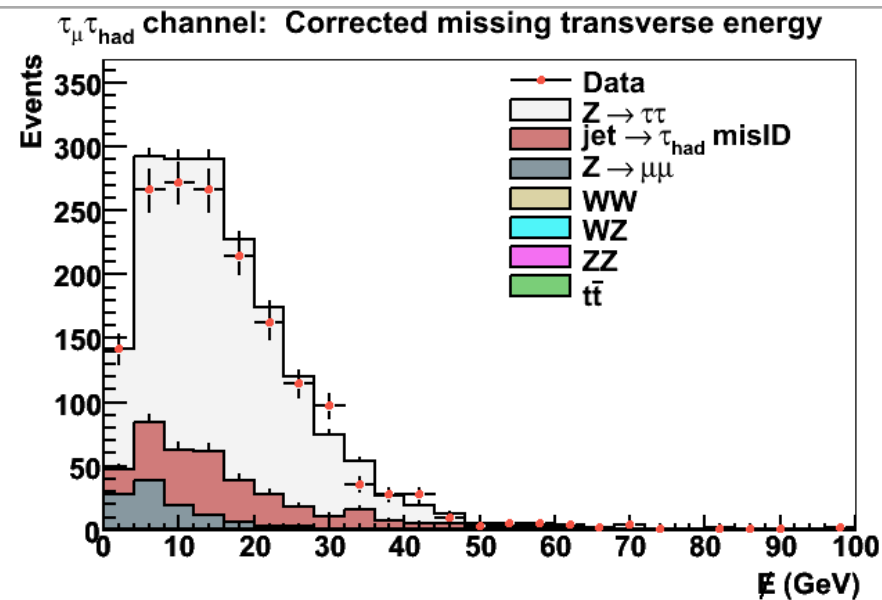 τμτhad channel: Corrected missing transverse energy
Events
350
300
250
200
150
100
50
0
Data
Z → ττ
jet → τhad misID
Z → μμ
WW
WZ
ZZ
tt̄
0 10 20 30 40 50 60 70 80 90 100
E̸ (GeV)